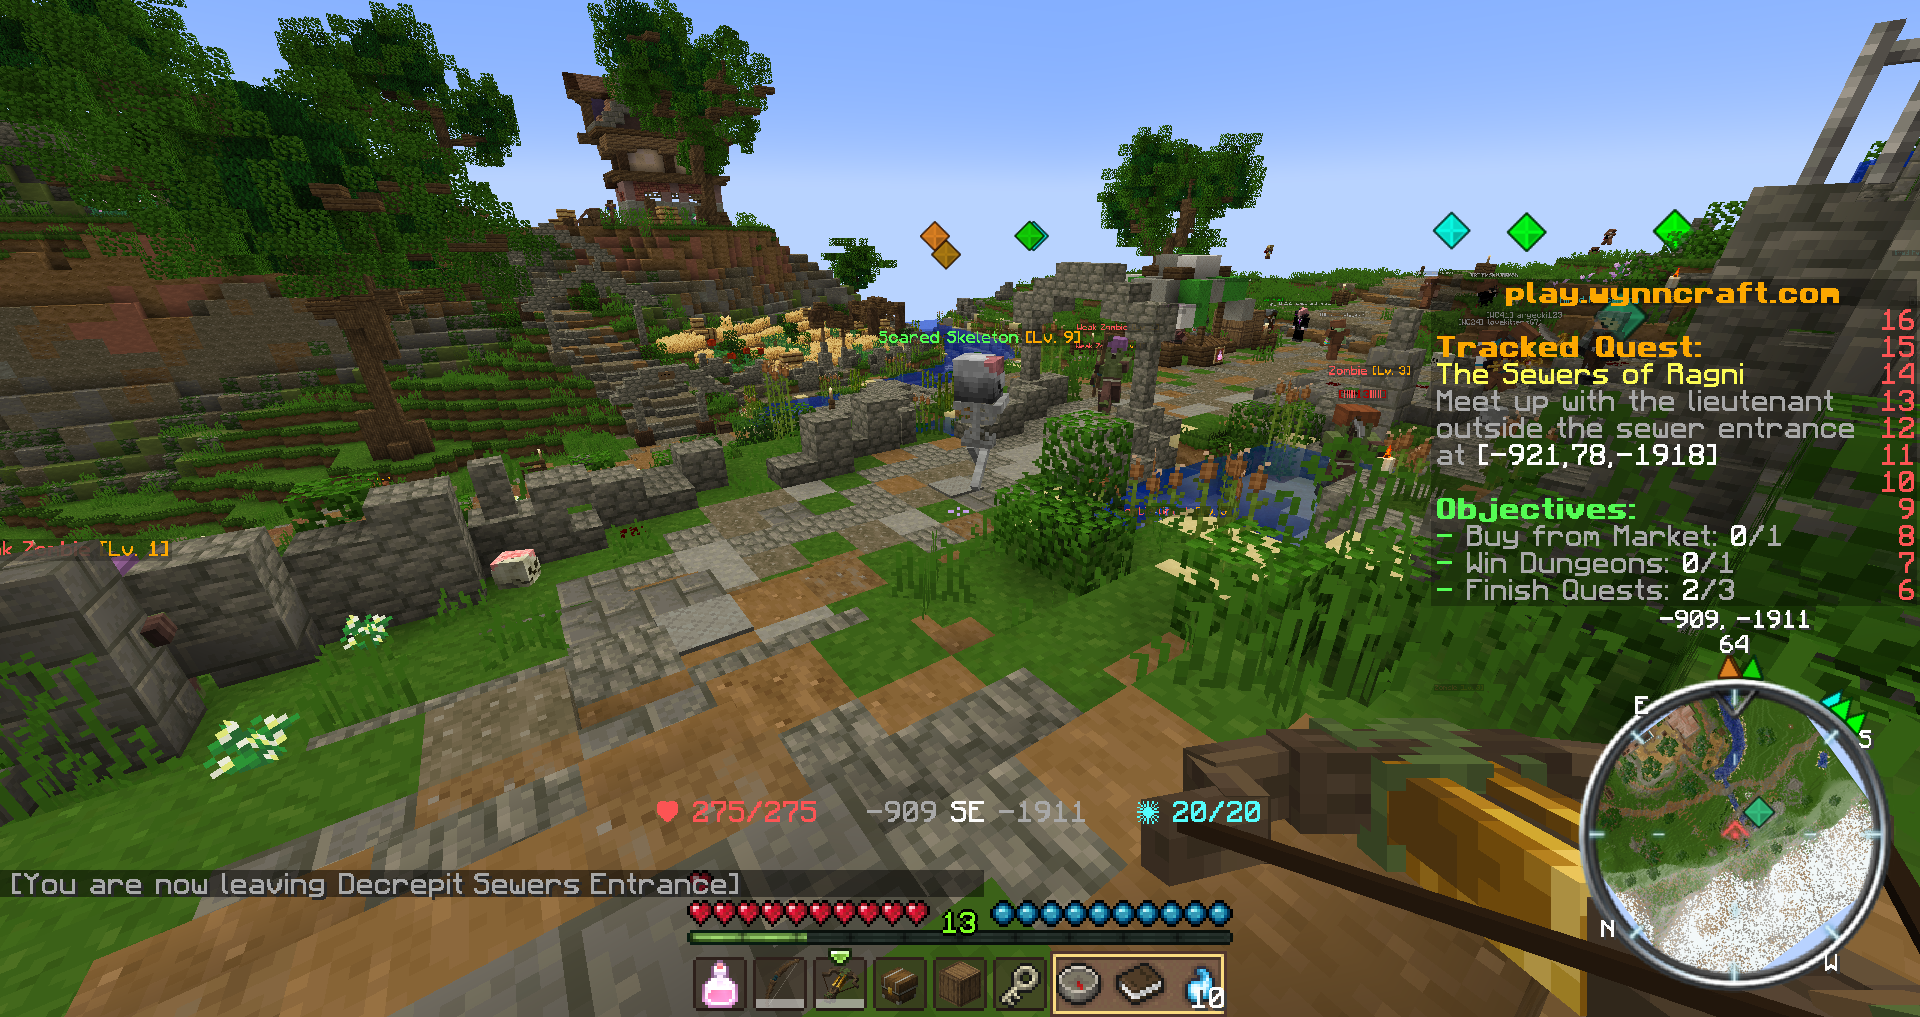 play.wynncraft.com
16
Tracked Quest:
15
The Sewers of Ragni
14
Meet up with the lieutenant
13
outside the sewer entrance
12
at [-921,78,-1918]
11
10
Objectives:
9
- Buy from Market: 0/1
8
- Win Dungeons: 0/1
7
- Finish Quests: 2/3
6
Scared Skeleton [Lv. 9]
Weak Zombie
Zombie [Lv. 3]
[Lv. 1]
-909, -1911
64
E
S
N
W
275/275
-909 SE -1911
20/20
[You are now leaving Decrepit Sewers Entrance]
13
10